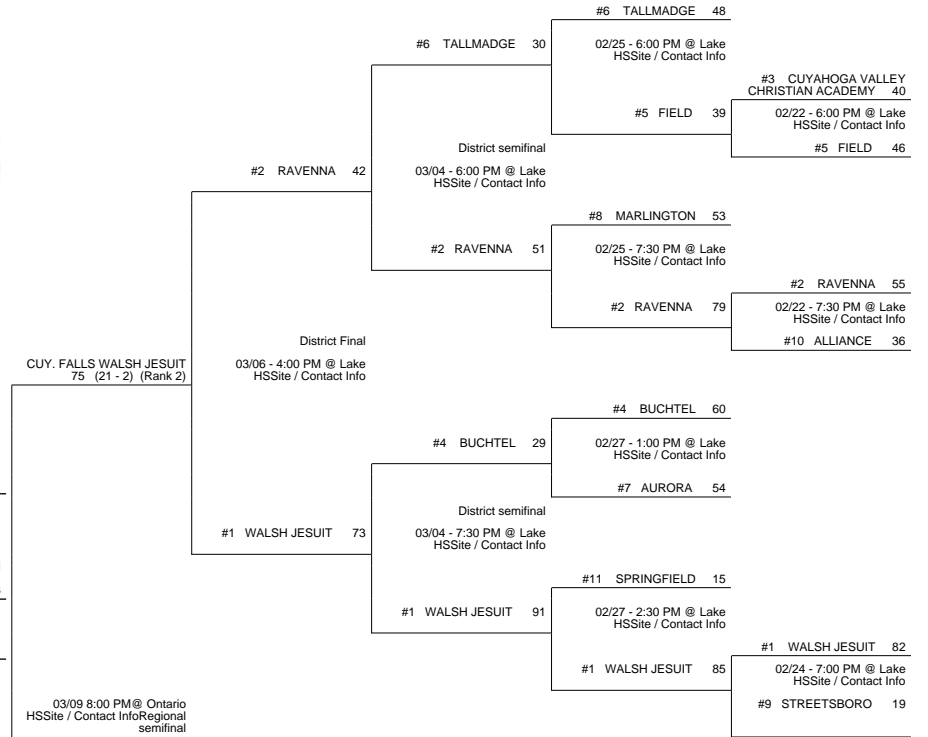 #6 TALLMADGE 48
#6 TALLMADGE 30
02/25 - 6:00 PM @ Lake
HSSite / Contact Info
#3 CUYAHOGA VALLEY
CHRISTIAN ACADEMY 40
#5 FIELD 39
02/22 - 6:00 PM @ Lake
HSSite / Contact Info
#5 FIELD 46
District semifinal
#2 RAVENNA 42
03/04 - 6:00 PM @ Lake
HSSite / Contact Info
#8 MARLINGTON 53
#2 RAVENNA 51
02/25 - 7:30 PM @ Lake
HSSite / Contact Info
#2 RAVENNA 55
#2 RAVENNA 79
02/22 - 7:30 PM @ Lake
HSSite / Contact Info
#10 ALLIANCE 36
District Final
CUY. FALLS WALSH JESUIT
75 (21 - 2) (Rank 2)
03/06 - 4:00 PM @ Lake
HSSite / Contact Info
#4 BUCHTEL 60
#4 BUCHTEL 29
02/27 - 1:00 PM @ Lake
HSSite / Contact Info
#7 AURORA 54
District semifinal
#1 WALSH JESUIT 73
03/04 - 7:30 PM @ Lake
HSSite / Contact Info
#11 SPRINGFIELD 15
#1 WALSH JESUIT 91
02/27 - 2:30 PM @ Lake
HSSite / Contact Info
#1 WALSH JESUIT 82
#1 WALSH JESUIT 85
02/24 - 7:00 PM @ Lake
HSSite / Contact Info
#9 STREETSBORO 19
03/09 8:00 PM@ Ontario
HSSite / Contact InfoRegional
semifinal